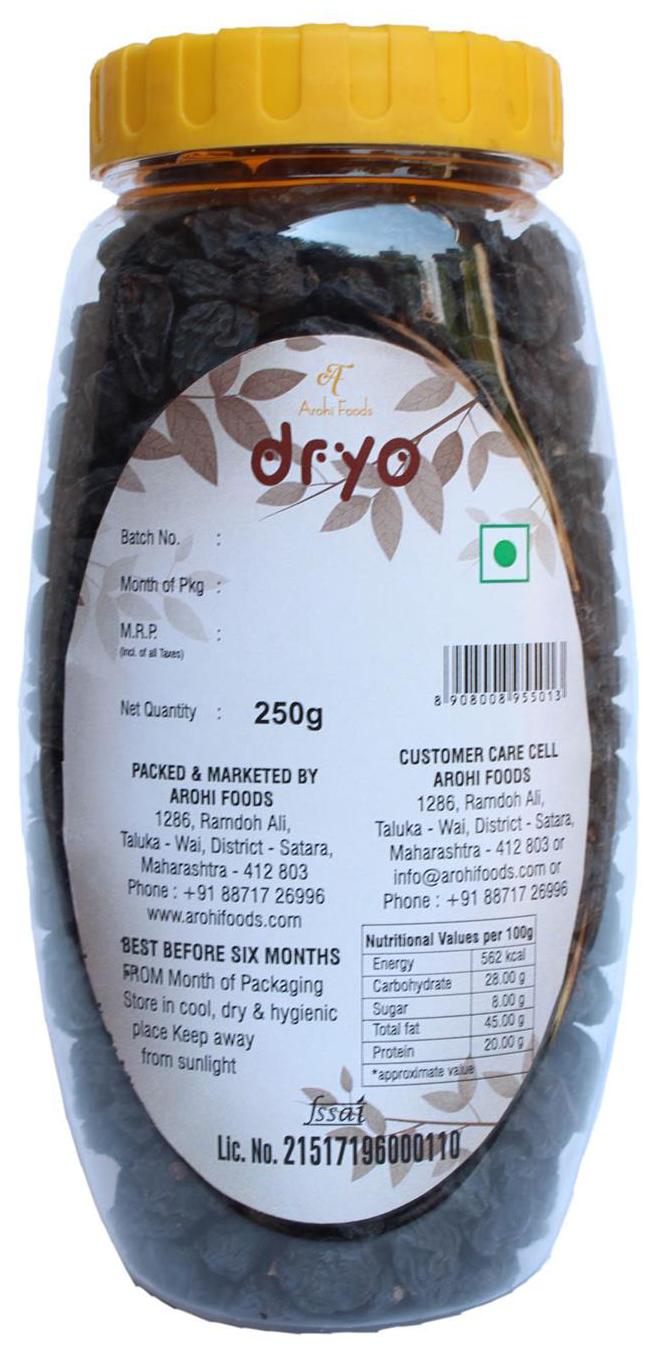 AF
Arohi Foods
dryo
Batch No. :
Month of Pkg :
M.R.P. :
(Incl. of all Taxes)
Net Quantity : 250g
8 908008 955013
PACKED & MARKETED BY
AROHI FOODS
1286, Ramdoh Ali,
Taluka - Wai, District - Satara,
Maharashtra - 412 803
Phone : +91 88717 26996
www.arohifoods.com
CUSTOMER CARE CELL
AROHI FOODS
1286, Ramdoh Ali,
Taluka - Wai, District - Satara,
Maharashtra - 412 803 or
info@arohifoods.com or
Phone : +91 88717 26996
BEST BEFORE SIX MONTHS
FROM Month of Packaging
Store in cool, dry & hygienic
place Keep away
from sunlight
Nutritional Values per 100g
Energy 562 kcal
Carbohydrate 28.00 g
Sugar 8.00 g
Total fat 45.00 g
Protein 20.00 g
*approximate value
fssai
Lic. No. 21517196000110